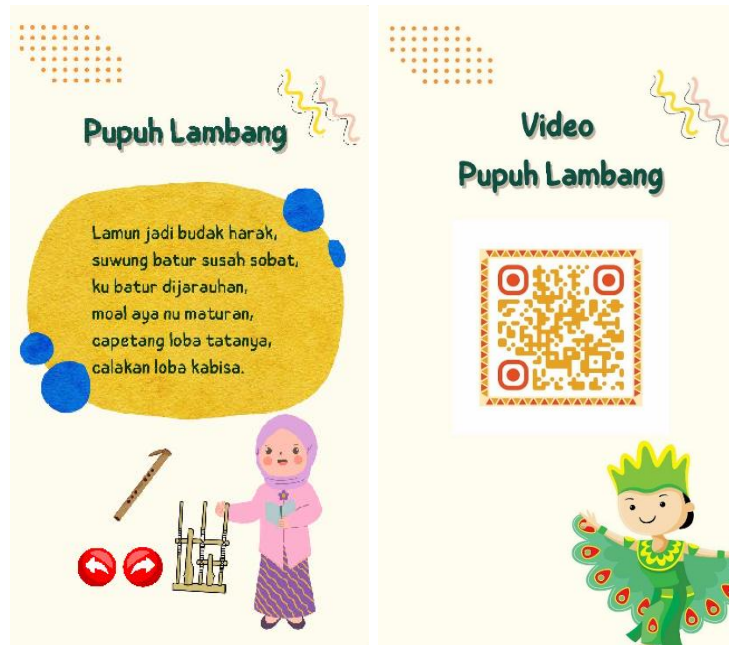 Pupuh Lambang
Lamun jadi budak harak,
suwung batur susah sobat,
ku batur dijarauhan,
moal aya nu maturan,
capetang loba tatanya,
calakan loba kabisa.
Video
Pupuh Lambang